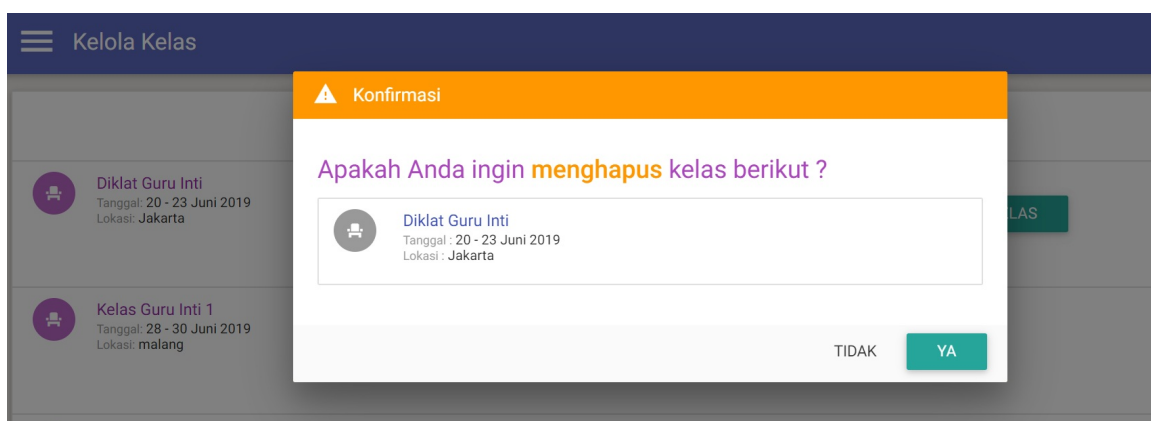 Kelola Kelas
Konfirmasi
Apakah Anda ingin menghapus kelas berikut ?
Diklat Guru Inti
Tanggal : 20 - 23 Juni 2019
Lokasi : Jakarta
TIDAK
YA
Diklat Guru Inti
Tanggal: 20 - 23 Juni 2019
Lokasi: Jakarta
LAS
Kelas Guru Inti 1
Tanggal: 28 - 30 Juni 2019
Lokasi: malang